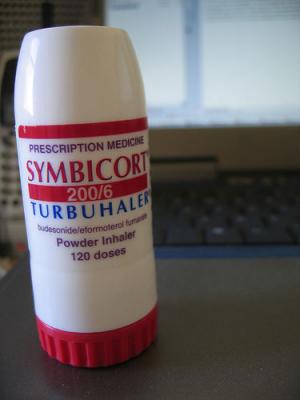 PRESCRIPTION MEDICINE
SYMBICORT
200/6
TURBUHALER
budesonide/eformoterol fumarate
Powder Inhaler
120 doses